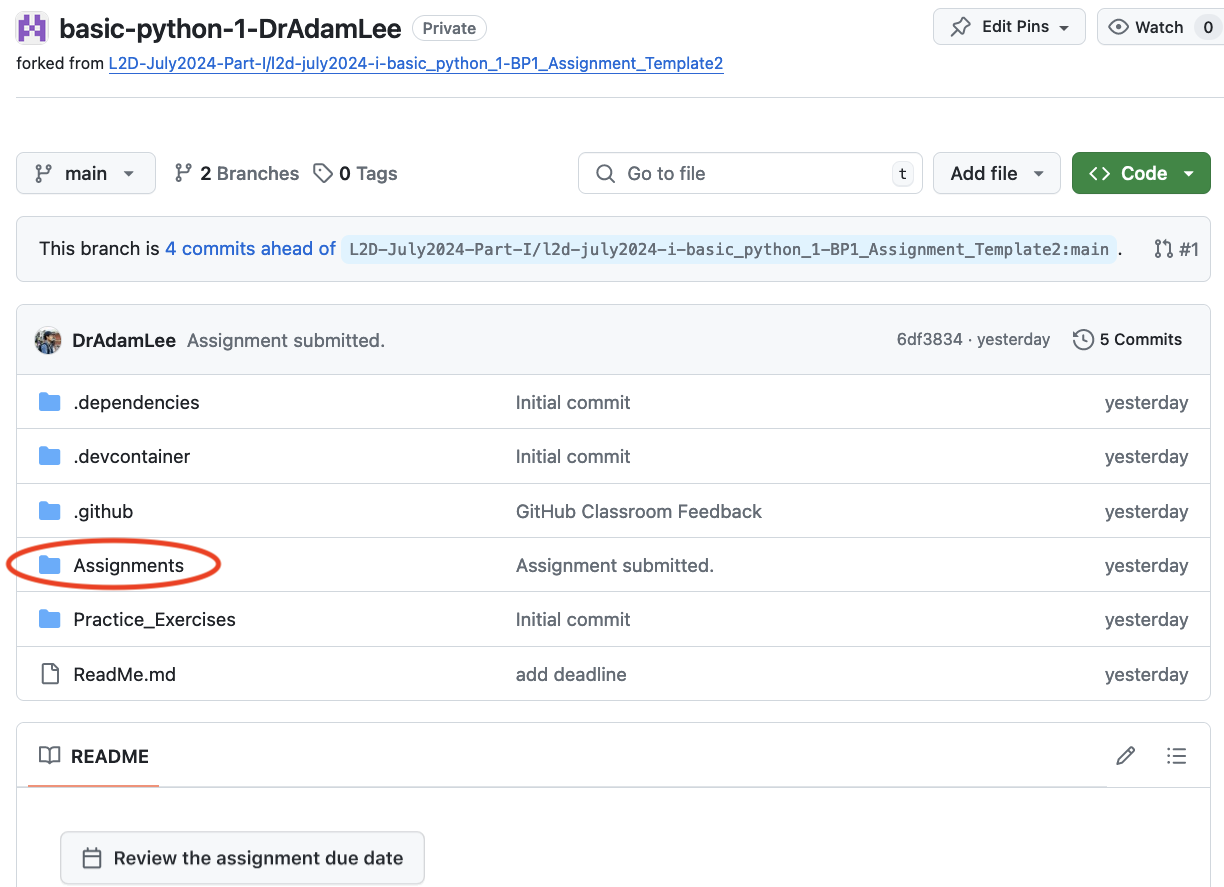 basic-python-1-DrAdamLee Private Edit Pins Watch 0
forked from L2D-July2024-Part-I/l2d-july2024-i-basic_python_1-BP1_Assignment_Template2
main 2 Branches 0 Tags Go to file t Add file <> Code
This branch is 4 commits ahead of L2D-July2024-Part-I/l2d-july2024-i-basic_python_1-BP1_Assignment_Template2:main . #1
DrAdamLee Assignment submitted. 6df3834 · yesterday 5 Commits
.dependencies Initial commit yesterday
.devcontainer Initial commit yesterday
.github GitHub Classroom Feedback yesterday
Assignments Assignment submitted. yesterday
Practice_Exercises Initial commit yesterday
ReadMe.md add deadline yesterday
README
Review the assignment due date